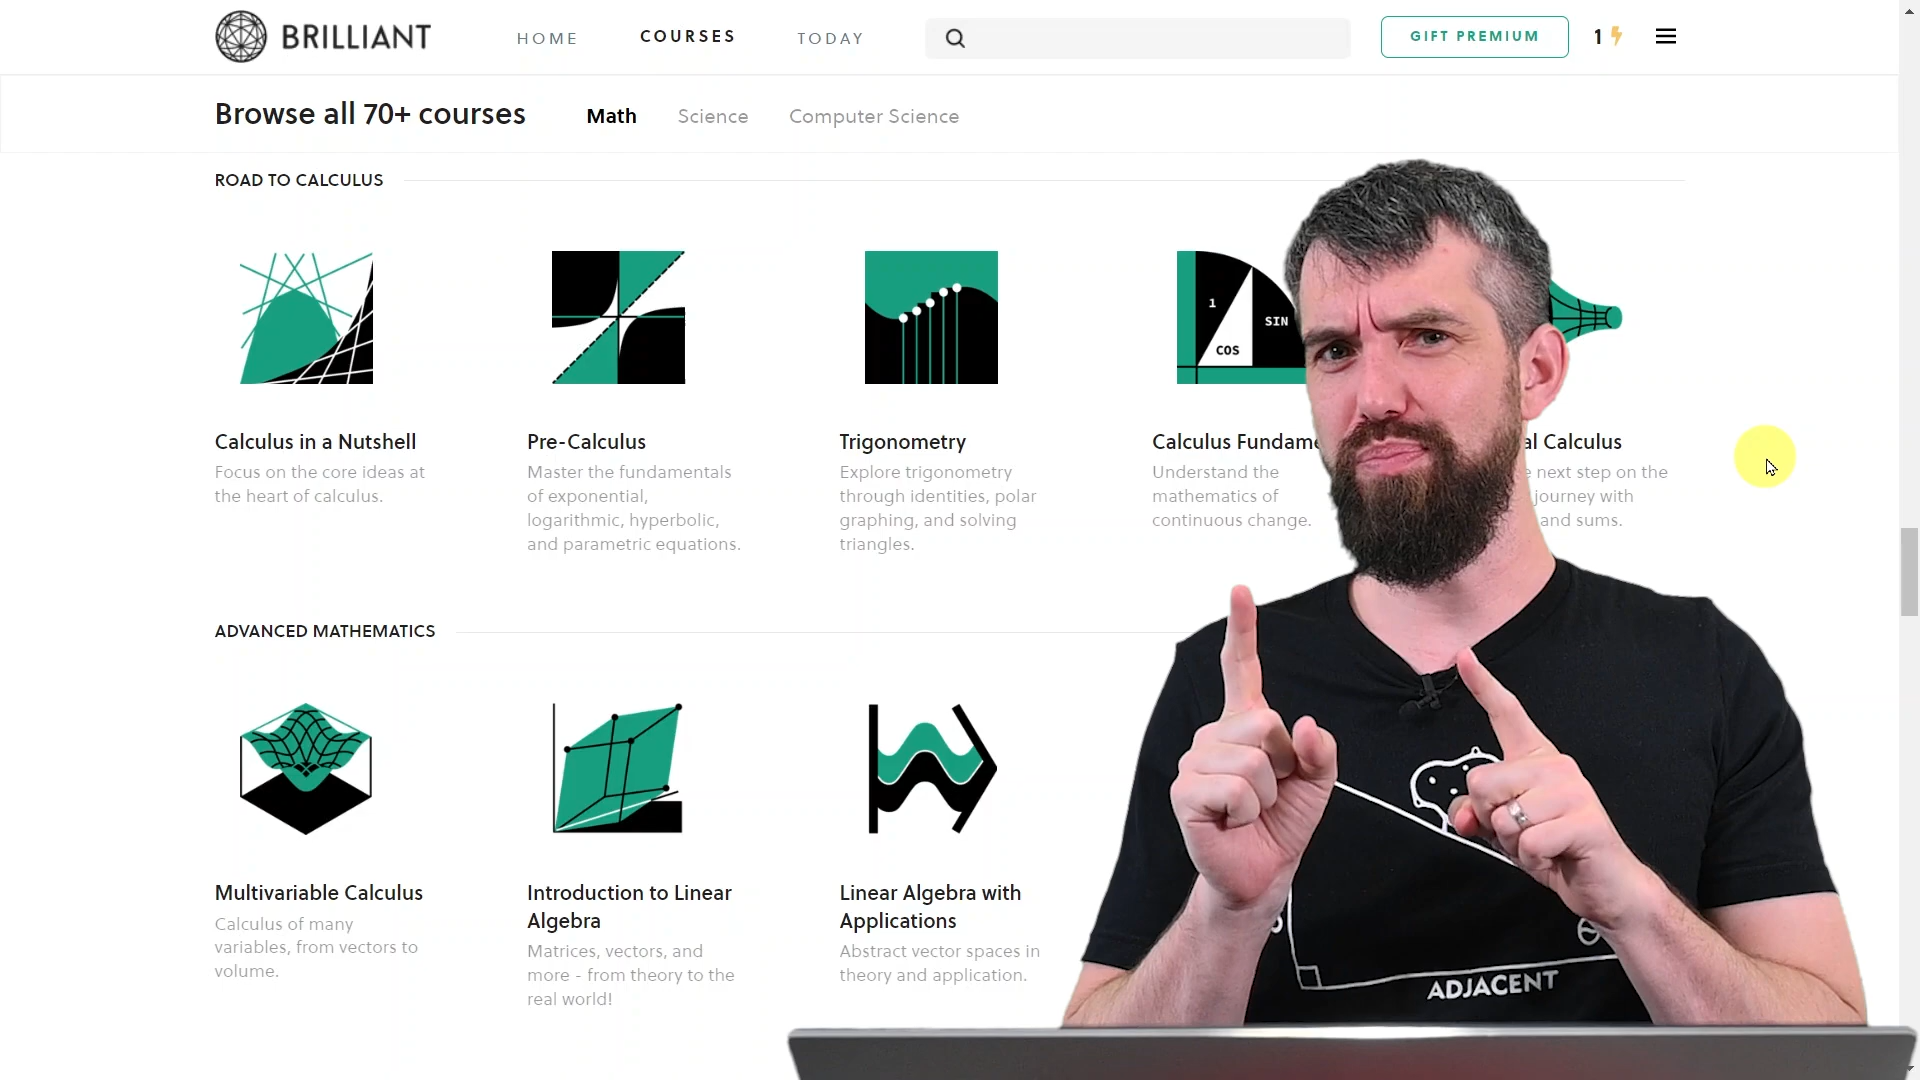 BRILLIANT
HOME
COURSES
TODAY
GIFT PREMIUM
1
Browse all 70+ courses
Math
Science
Computer Science
ROAD TO CALCULUS
1
SIN
COS
Calculus in a Nutshell
Focus on the core ideas at
the heart of calculus.
Pre-Calculus
Master the fundamentals
of exponential,
logarithmic, hyperbolic,
and parametric equations.
Trigonometry
Explore trigonometry
through identities, polar
graphing, and solving
triangles.
Calculus Fundame
Understand the
mathematics of
continuous change.
al Calculus
next step on the
journey with
and sums.
ADVANCED MATHEMATICS
Multivariable Calculus
Calculus of many
variables, from vectors to
volume.
Introduction to Linear
Algebra
Matrices, vectors, and
more - from theory to the
real world!
Linear Algebra with
Applications
Abstract vector spaces in
theory and application.
ADJACENT